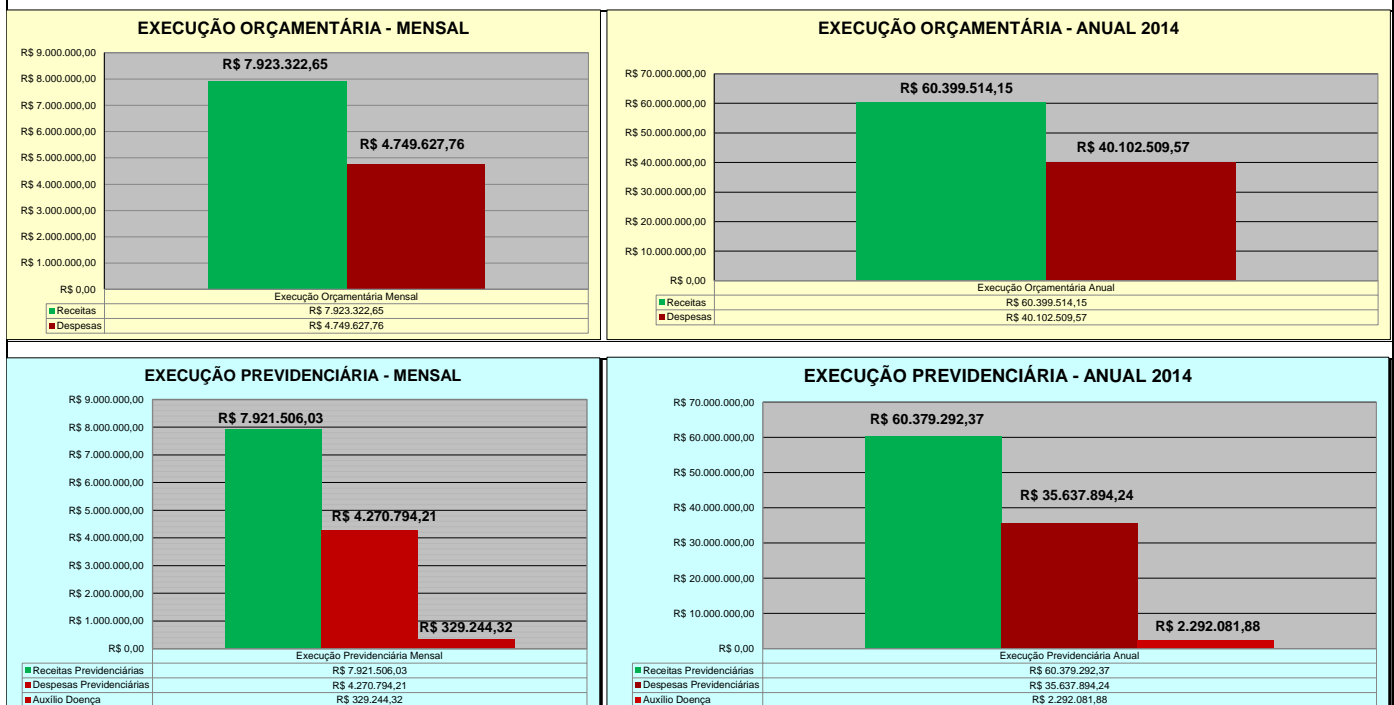 EXECUÇÃO ORÇAMENTÁRIA - MENSAL
R$ 9.000.000,00
R$ 8.000.000,00
R$ 7.000.000,00
R$ 6.000.000,00
R$ 5.000.000,00
R$ 4.000.000,00
R$ 3.000.000,00
R$ 2.000.000,00
R$ 1.000.000,00
R$ 0,00
R$ 7.923.322,65
R$ 4.749.627,76
Execução Orçamentária Mensal
Receitas R$ 7.923.322,65
Despesas R$ 4.749.627,76
EXECUÇÃO ORÇAMENTÁRIA - ANUAL 2014
R$ 70.000.000,00
R$ 60.000.000,00
R$ 50.000.000,00
R$ 40.000.000,00
R$ 30.000.000,00
R$ 20.000.000,00
R$ 10.000.000,00
R$ 0,00
R$ 60.399.514,15
R$ 40.102.509,57
Execução Orçamentária Anual
Receitas R$ 60.399.514,15
Despesas R$ 40.102.509,57
EXECUÇÃO PREVIDENCIÁRIA - MENSAL
R$ 9.000.000,00
R$ 8.000.000,00
R$ 7.000.000,00
R$ 6.000.000,00
R$ 5.000.000,00
R$ 4.000.000,00
R$ 3.000.000,00
R$ 2.000.000,00
R$ 1.000.000,00
R$ 0,00
R$ 7.921.506,03
R$ 4.270.794,21
R$ 329.244,32
Execução Previdenciária Mensal
Receitas Previdenciárias R$ 7.921.506,03
Despesas Previdenciárias R$ 4.270.794,21
Auxílio Doença R$ 329.244,32
EXECUÇÃO PREVIDENCIÁRIA - ANUAL 2014
R$ 70.000.000,00
R$ 60.000.000,00
R$ 50.000.000,00
R$ 40.000.000,00
R$ 30.000.000,00
R$ 20.000.000,00
R$ 10.000.000,00
R$ 0,00
R$ 60.379.292,37
R$ 35.637.894,24
R$ 2.292.081,88
Execução Previdenciária Anual
Receitas Previdenciárias R$ 60.379.292,37
Despesas Previdenciárias R$ 35.637.894,24
Auxílio Doença R$ 2.292.081,88